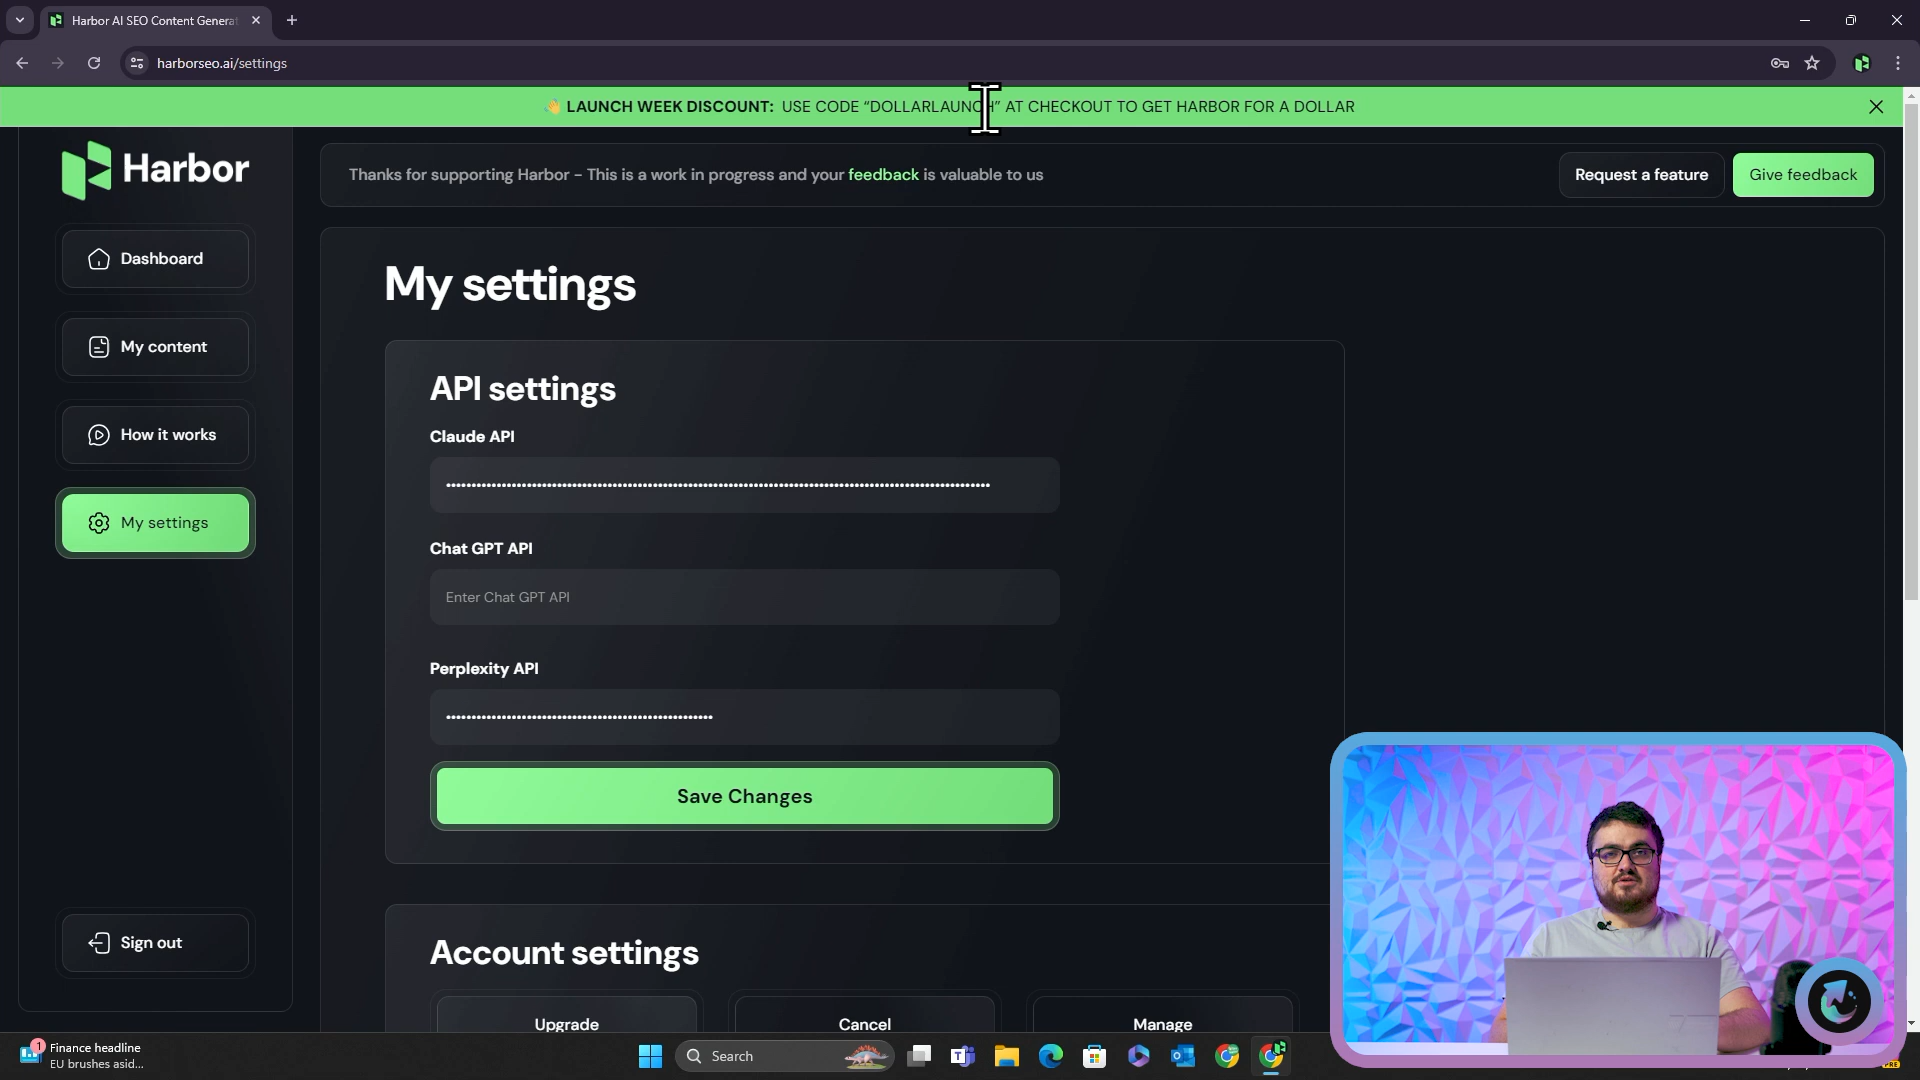 Harbor AI SEO Content Generat
harborseo.ai/settings
👋 LAUNCH WEEK DISCOUNT: USE CODE “DOLLARLAUNCH” AT CHECKOUT TO GET HARBOR FOR A DOLLAR
Harbor
Thanks for supporting Harbor – This is a work in progress and your feedback is valuable to us
Request a feature
Give feedback
Dashboard
My content
How it works
My settings
Sign out
My settings
API settings
Claude API
Chat GPT API
Enter Chat GPT API
Perplexity API
Save Changes
Account settings
Upgrade
Cancel
Manage
1
Finance headline
EU brushes asid...
Search
PRE